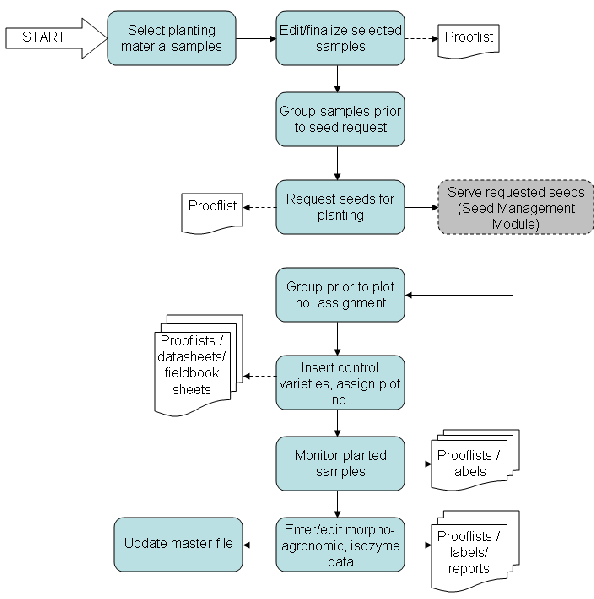 START
Select planting
materia samples
Edit/finalize selected
samples
Prooflist
Group samples prior
to seed request
Prooflist
Request seeds for
planting
Serve requested seeds
(Seed Management
Module)
Group prior to plot
no. assignment
Prooflists /
datasheets/
fieldbook
sheets
Insert control
varieties, assign plot
no.
Monitor planted
samples
Prooflists /
labels
Update master file
Enter/edit morpho-
agronomic, isozyme
data
Prooflists /
labels/
reports